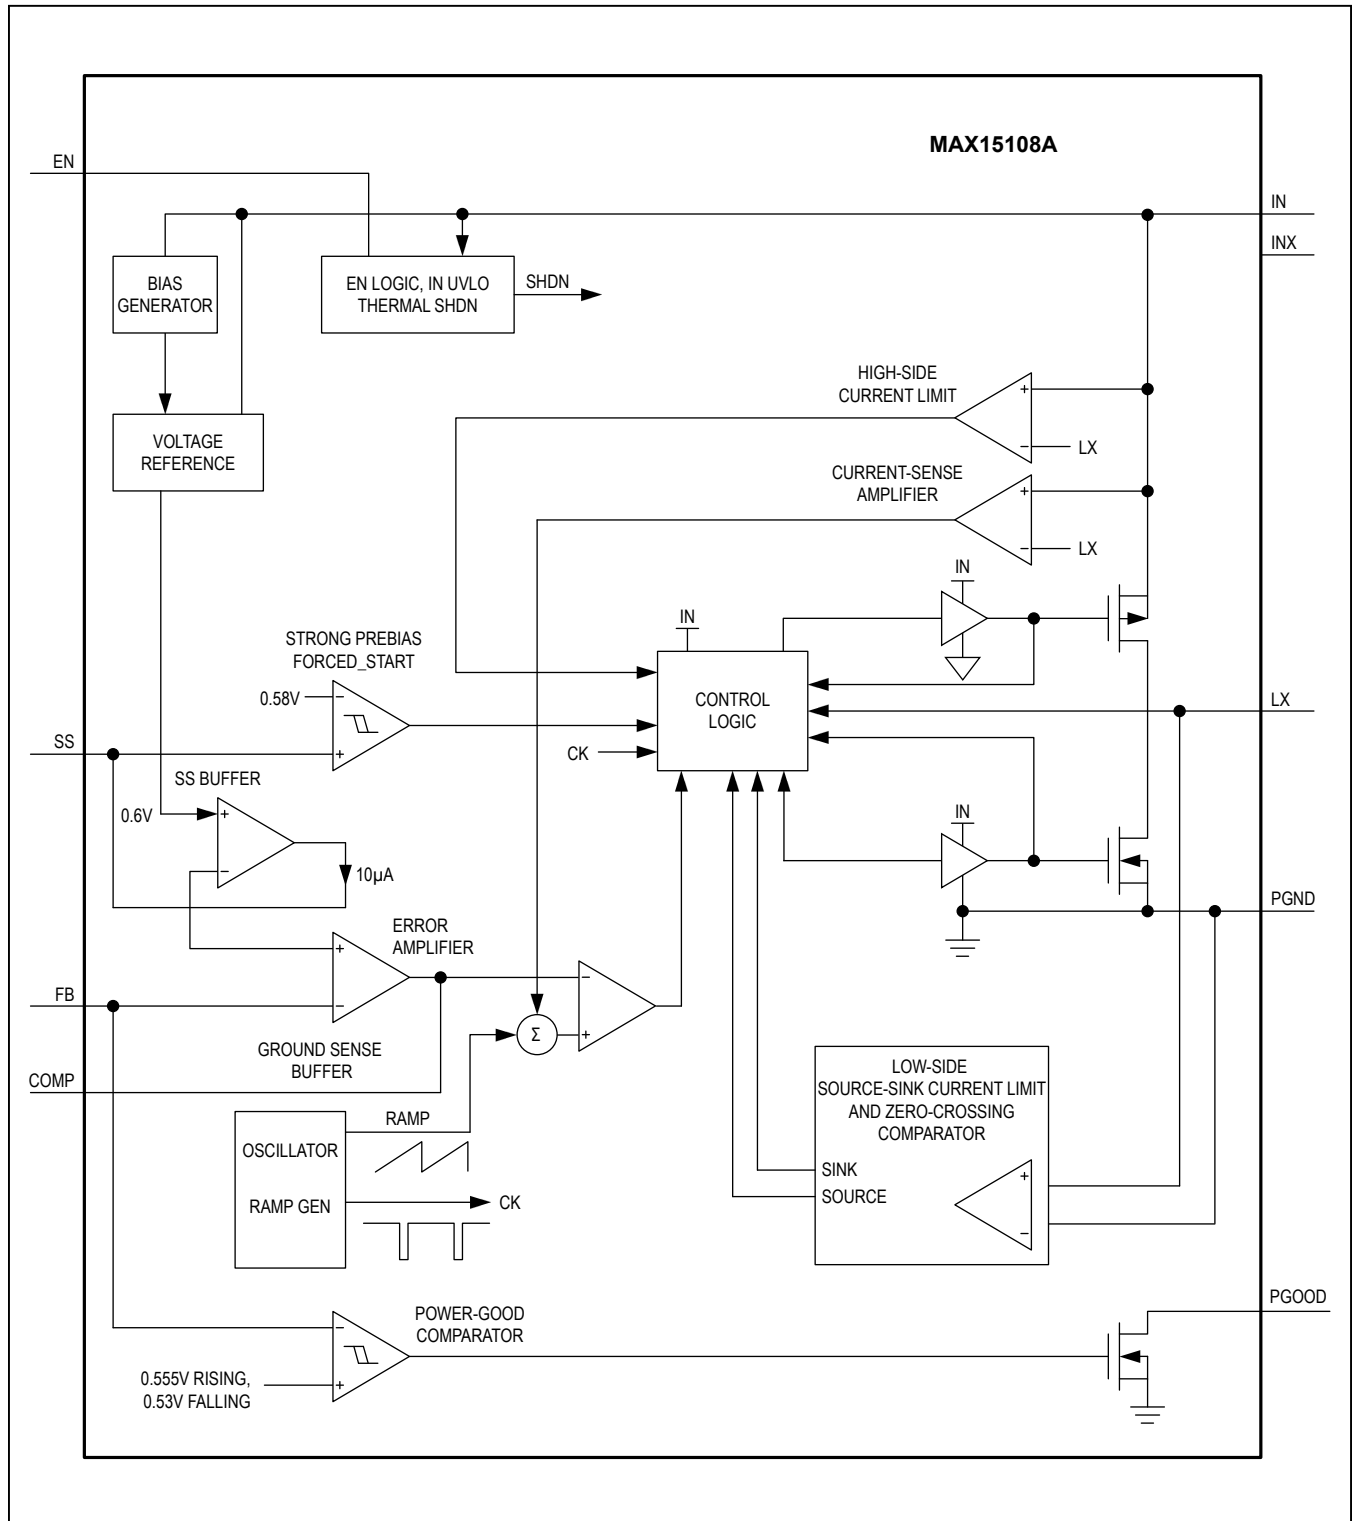 MAX15108A
EN
IN
INX
BIAS
GENERATOR
EN LOGIC, IN UVLO
THERMAL SHDN
SHDN
HIGH-SIDE
CURRENT LIMIT
+
−
LX
VOLTAGE
REFERENCE
CURRENT-SENSE
AMPLIFIER
+
−
LX
IN
STRONG PREBIAS
FORCED_START
IN
0.58V
−
+
CONTROL
LOGIC
LX
SS
CK
SS BUFFER
0.6V
+
−
10µA
IN
PGND
ERROR
AMPLIFIER
+
−
FB
−
+
Σ
GROUND SENSE
BUFFER
COMP
LOW-SIDE
SOURCE-SINK CURRENT LIMIT
AND ZERO-CROSSING
COMPARATOR
SINK
SOURCE
+
−
RAMP
OSCILLATOR
RAMP GEN
CK
PGOOD
POWER-GOOD
COMPARATOR
−
+
0.555V RISING,
0.53V FALLING